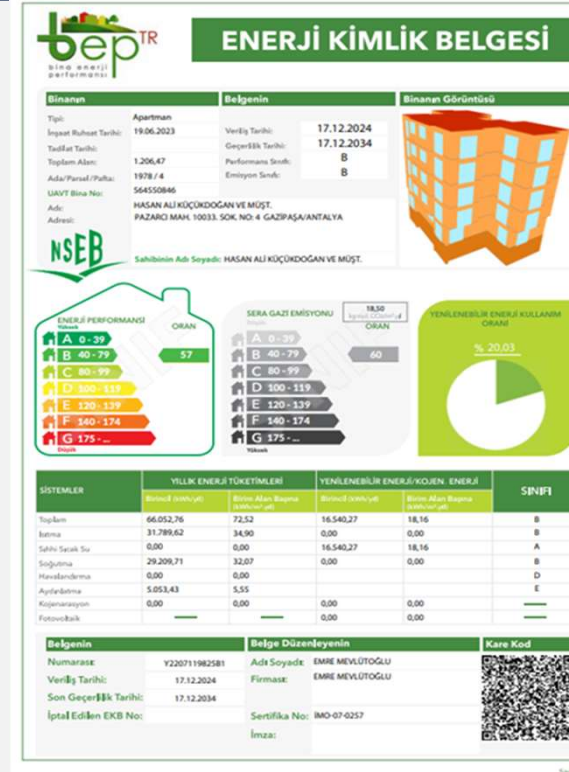 bep TR
bina enerji
performansı
ENERJİ KİMLİK BELGESİ
Binanın
Tipi: Apartman
İnşaat Ruhsat Tarihi: 19.06.2023
Tadilat Tarihi:
Toplam Alan: 1.206,47
Ada/Parsel/Pafta: 1978 / 4
UAVT Bina No: 564550846
Adı: HASAN ALİ KÜÇÜKDOĞAN VE MÜŞT.
Adresi: PAZARCI MAH. 10033. SOK. NO: 4 GAZİPAŞA/ANTALYA
Belgenin
Veriliş Tarihi: 17.12.2024
Geçerlilik Tarihi: 17.12.2034
Performans Sınıfı: B
Emisyon Sınıfı: B
Binanın Görüntüsü
NSEB
Sahibinin Adı Soyadı: HASAN ALİ KÜÇÜKDOĞAN VE MÜŞT.
ENERJİ PERFORMANSI
Yüksek
ORAN
A 0 - 39
B 40 - 79
C 80 - 99
D 100 - 119
E 120 - 139
F 140 - 174
G 175 - ...
Düşük
57
SERA GAZI EMİSYONU
18,50
ORAN
A 0 - 39
B 40 - 79
C 80 - 99
D 100 - 119
E 120 - 139
F 140 - 174
G 175 - ...
Yüksek
60
YENİLENEBİLİR ENERJİ KULLANIM
ORANI
% 20,03
SİSTEMLER YILLIK ENERJİ TÜKETİMLERİ YENİLENEBİLİR ENERJİ/KOJEN. ENERJİ SINIFI
Birincil (kWh/yıl) Birim Alan Başına (kWh/m².yıl) Birincil (kWh/yıl) Birim Alan Başına (kWh/m².yıl)
Toplam 66.052,76 72,52 16.540,27 18,16 B
Isıtma 31.789,62 34,90 0,00 0,00 B
Sıhhi Sıcak Su 0,00 0,00 16.540,27 18,16 A
Soğutma 29.209,71 32,07 0,00 0,00 B
Havalandırma 0,00 0,00 D
Aydınlatma 5.053,43 5,55 E
Kojenarasyon 0,00 0,00 0,00 0,00
Fotovoltaik 0,00 0,00
Belgenin
Numarası: Y220711982581
Veriliş Tarihi: 17.12.2024
Son Geçerlilik Tarihi: 17.12.2034
İptal Edilen EKB No:
Belge Düzenleyenin
Adı Soyadı: EMRE MEVLÜTOĞLU
Firması: EMRE MEVLÜTOĞLU
Sertifika No: İMO-07-0257
İmza:
Kare Kod